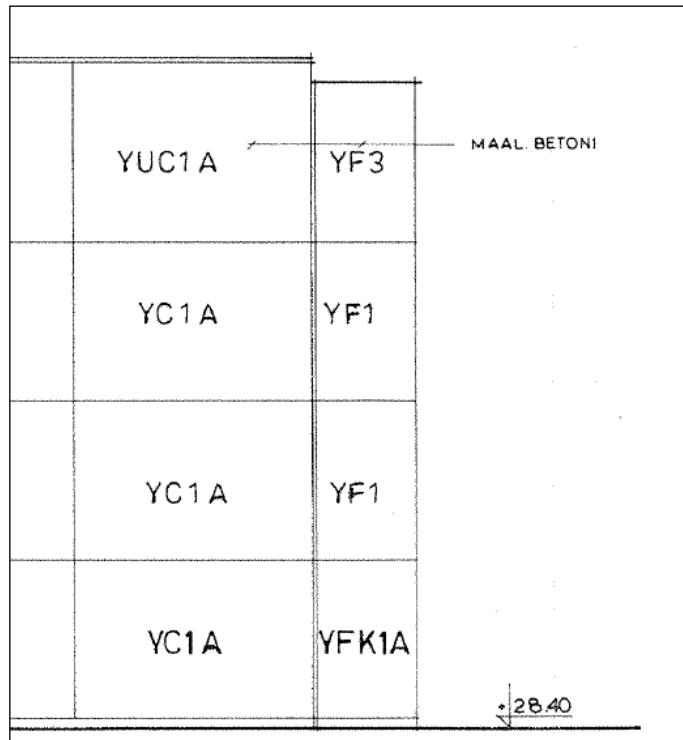 MAAL. BETONI
YUC1A YF3
YC1A YF1
YC1A YF1
YC1A YFK1A
+28.40